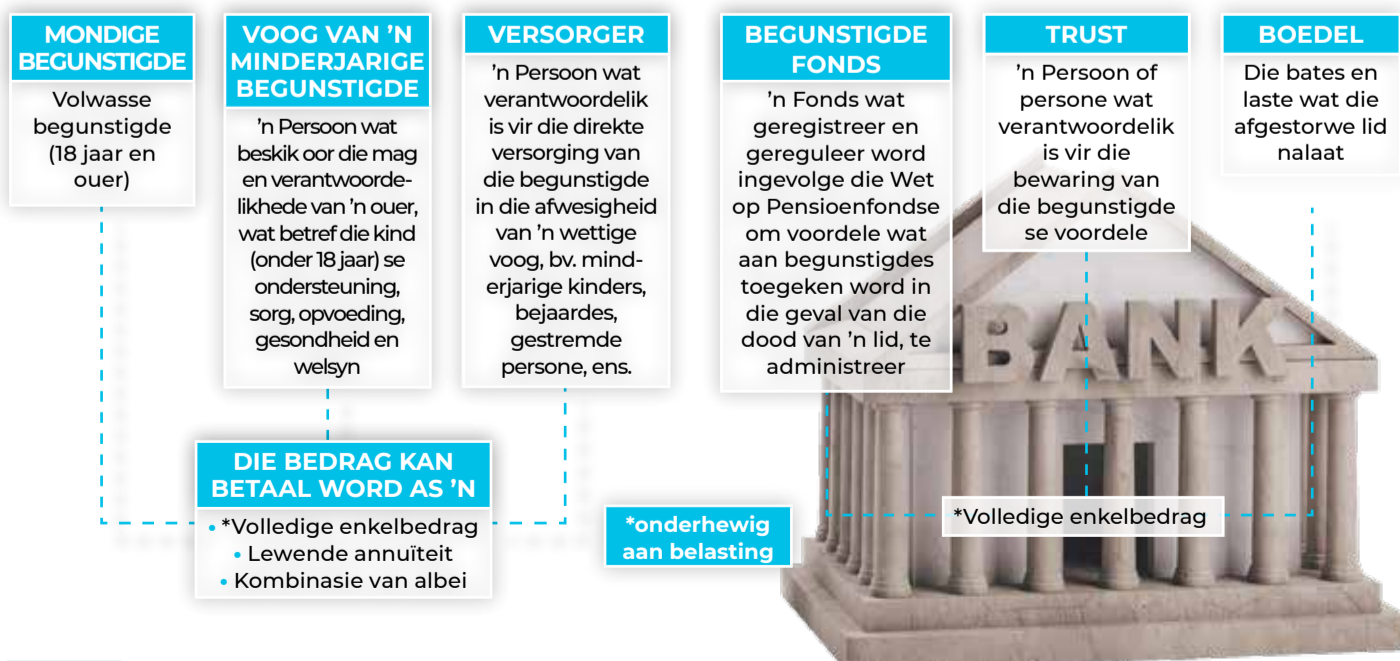 MONDIGE
BEGUNSTIGDE
Volwasse
begunstigde
(18 jaar en
ouer)
VOOG VAN ’N
MINDERJARIGE
BEGUNSTIGDE
’n Persoon wat
beskik oor die mag
en verantwoorde-
likhede van ’n ouer,
wat betref die kind
(onder 18 jaar) se
ondersteuning,
sorg, opvoeding,
gesondheid en
welsyn
VERSORGER
’n Persoon wat
verantwoordelik
is vir die direkte
versorging van
die begunstigde
in die afwesigheid
van ’n wettige
voog, bv. mind-
erjarige kinders,
bejaardes,
gestremde
persone, ens.
BEGUNSTIGDE
FONDS
’n Fonds wat
geregistreer en
gereguleer word
ingevolge die Wet
op Pensioenfondse
om voordele wat
aan begunstigdes
toegeken word in
die geval van die
dood van ’n lid, te
administreer
TRUST
’n Persoon of
persone wat
verantwoordelik
is vir die
bewaring van
die begunstigde
se voordele
BOEDEL
Die bates en
laste wat die
afgestorwe lid
nalaat
BANK
DIE BEDRAG KAN
BETAAL WORD AS ’N
• *Volledige enkelbedrag
• Lewende annuïteit
• Kombinasie van albei
*onderhewig
aan belasting
*Volledige enkelbedrag